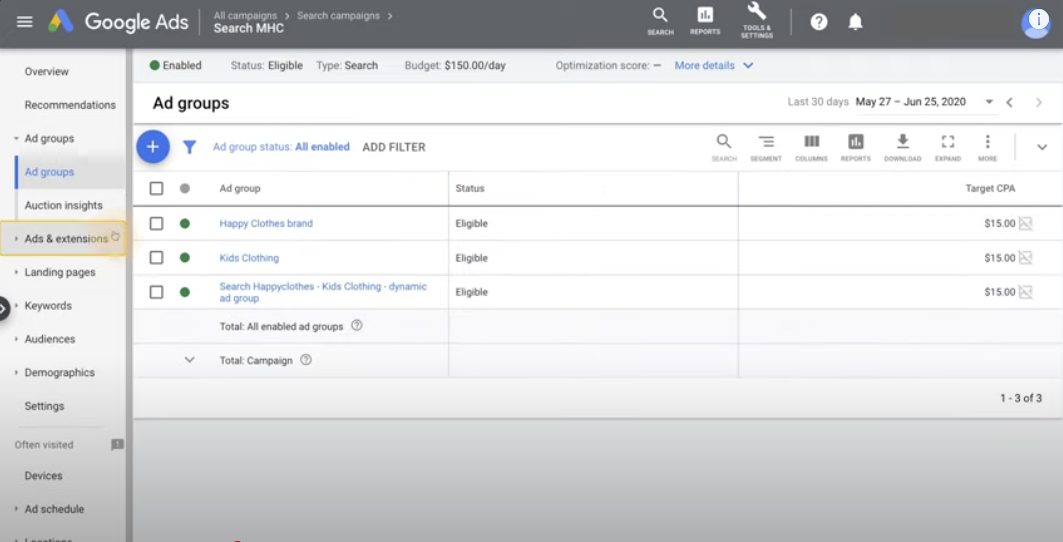 Google Ads
All campaigns > Search campaigns >
Search MHC
SEARCH
REPORTS
TOOLS &
SETTINGS
Overview
Recommendations
Ad groups
Ad groups
Auction insights
Ads & extensions
Landing pages
Keywords
Audiences
Demographics
Settings
Often visited
Devices
Ad schedule
Enabled Status: Eligible Type: Search Budget: $150.00/day Optimization score: — More details
Ad groups
Last 30 days May 27 – Jun 25, 2020
Ad group status: All enabled ADD FILTER
SEARCH SEGMENT COLUMNS REPORTS DOWNLOAD EXPAND MORE
Ad group Status Target CPA
Happy Clothes brand Eligible $15.00
Kids Clothing Eligible $15.00
Search Happyclothes - Kids Clothing - dynamic
ad group Eligible $15.00
Total: All enabled ad groups
Total: Campaign
1 - 3 of 3